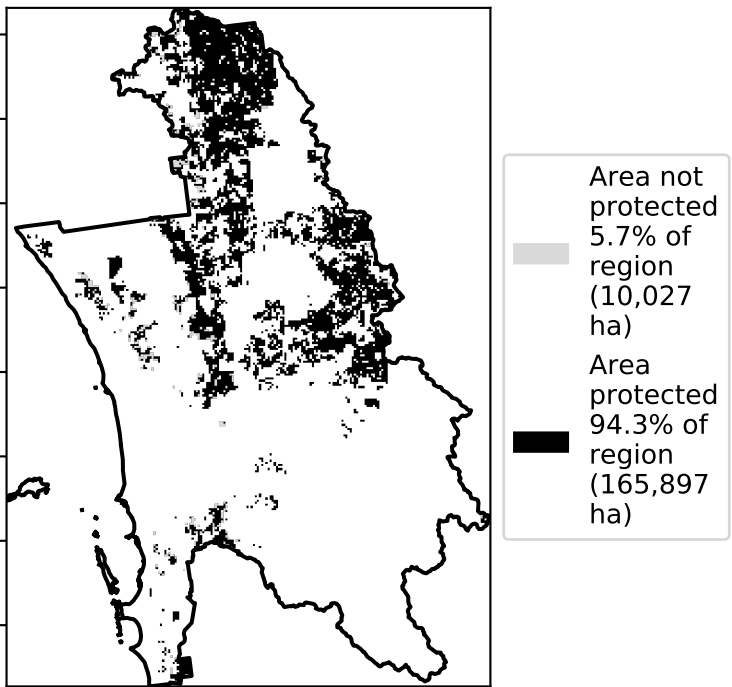 Area not
protected
5.7% of
region
(10,027
ha)
Area
protected
94.3% of
region
(165,897
ha)